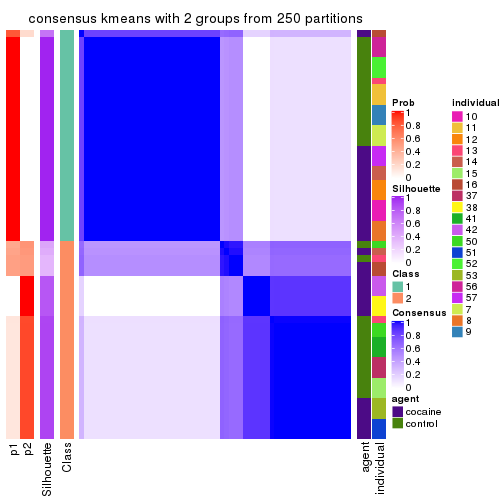 consensus kmeans with 2 groups from 250 partitions
p1
p2
Silhouette
Class
agent
individual
Prob
1
0.8
0.6
0.4
0.2
0
Silhouette
1
0.8
0.6
0.4
0.2
0
Class
1
2
Consensus
1
0.8
0.6
0.4
0.2
0
agent
cocaine
control
individual
10
11
12
13
14
15
16
37
38
41
42
50
51
52
53
56
57
7
8
9